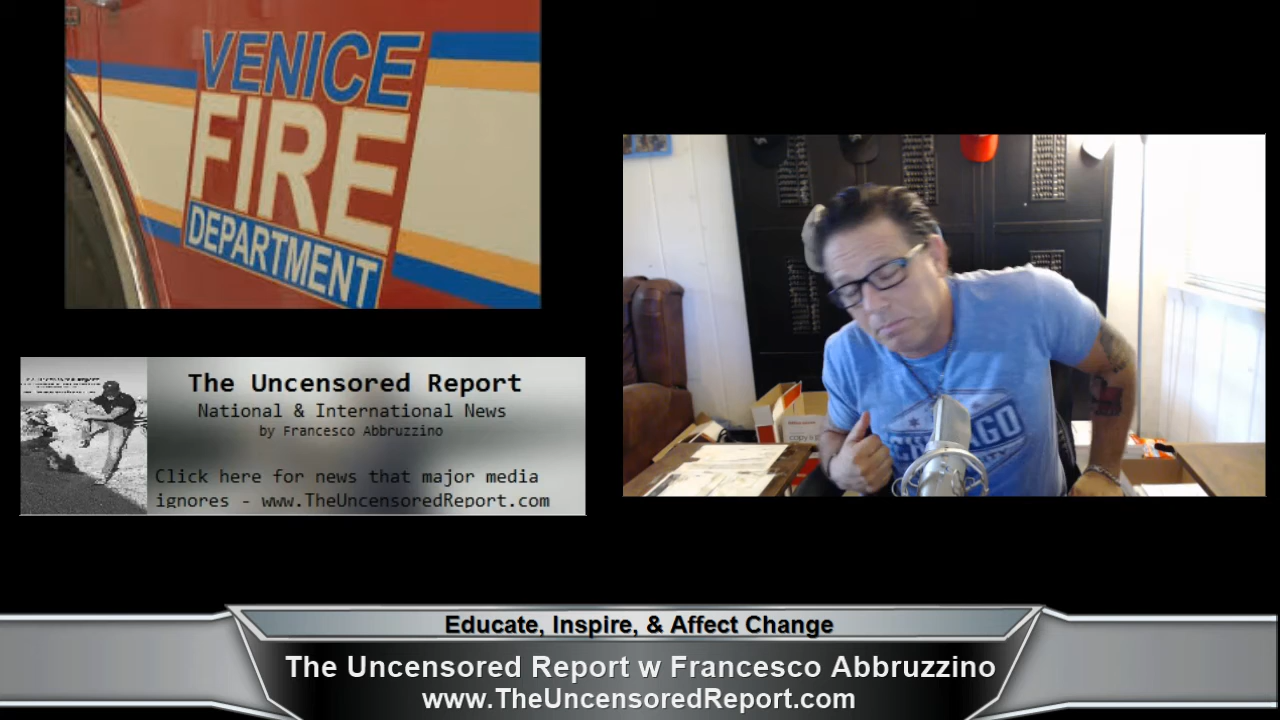 VENICE
FIRE
DEPARTMENT
The Uncensored Report
National & International News
by Francesco Abbruzzino
Click here for news that major media
ignores - www.TheUncensoredReport.com
CHICAGO
Educate, Inspire, & Affect Change
The Uncensored Report w Francesco Abbruzzino
www.TheUncensoredReport.com